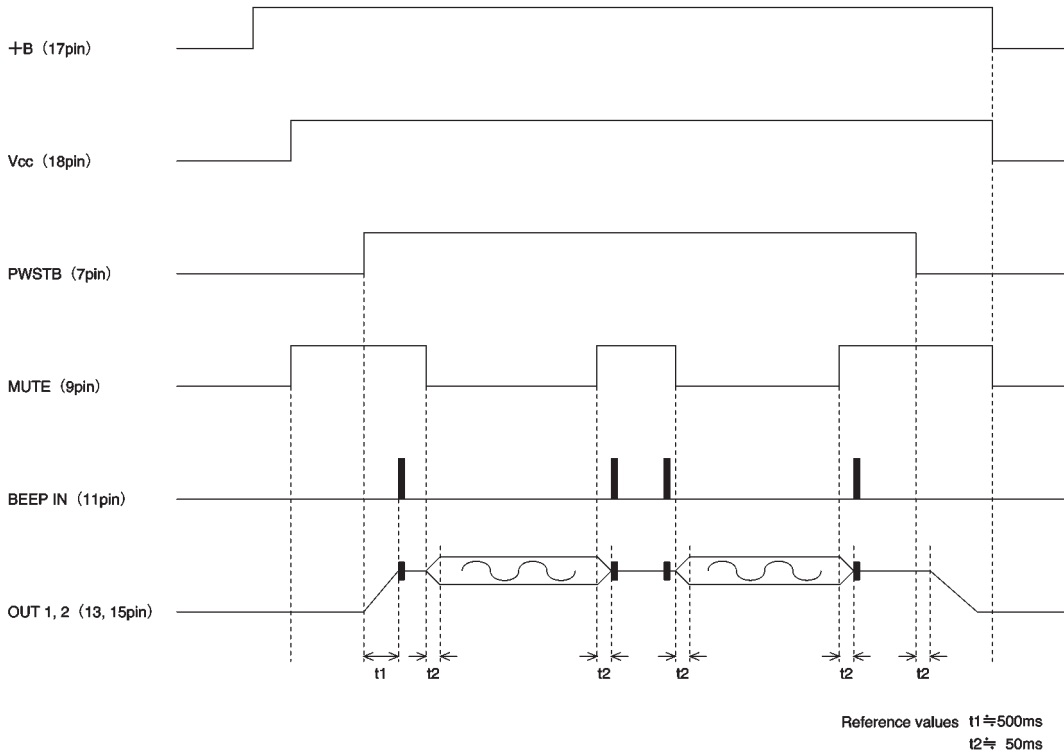 +B (17pin)
Vcc (18pin)
PWSTB (7pin)
MUTE (9pin)
BEEP IN (11pin)
OUT 1, 2 (13, 15pin)
t1 t2 t2 t2 t2 t2
Reference values t1≒500ms
t2≒ 50ms